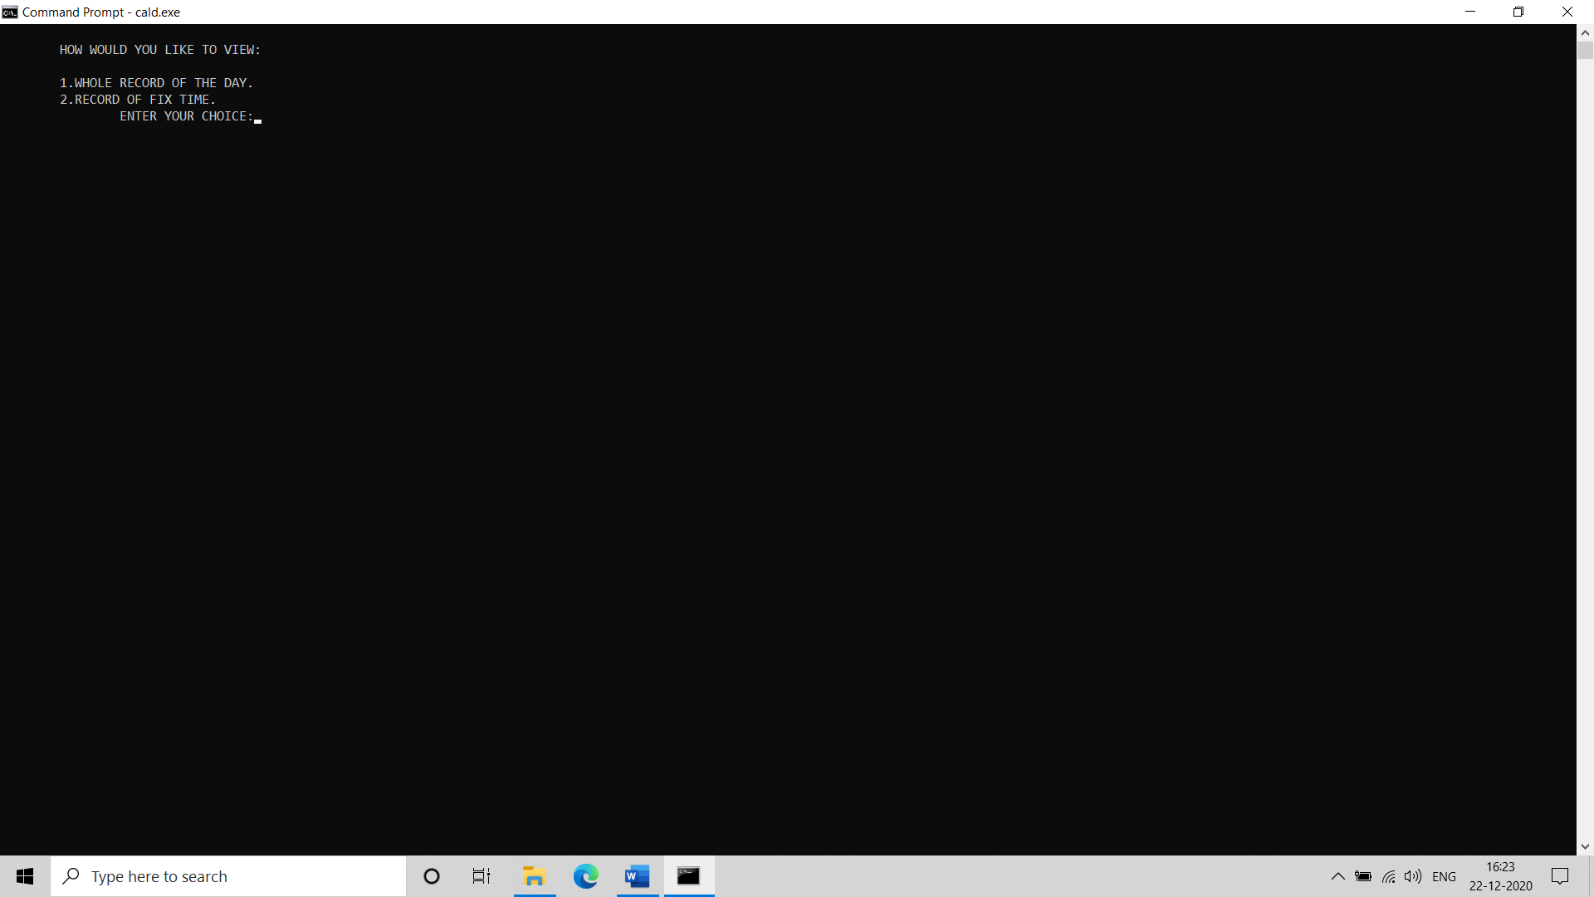 Command Prompt - cald.exe
HOW WOULD YOU LIKE TO VIEW:
1.WHOLE RECORD OF THE DAY.
2.RECORD OF FIX TIME.
ENTER YOUR CHOICE:
Type here to search
ENG
16:23
22-12-2020